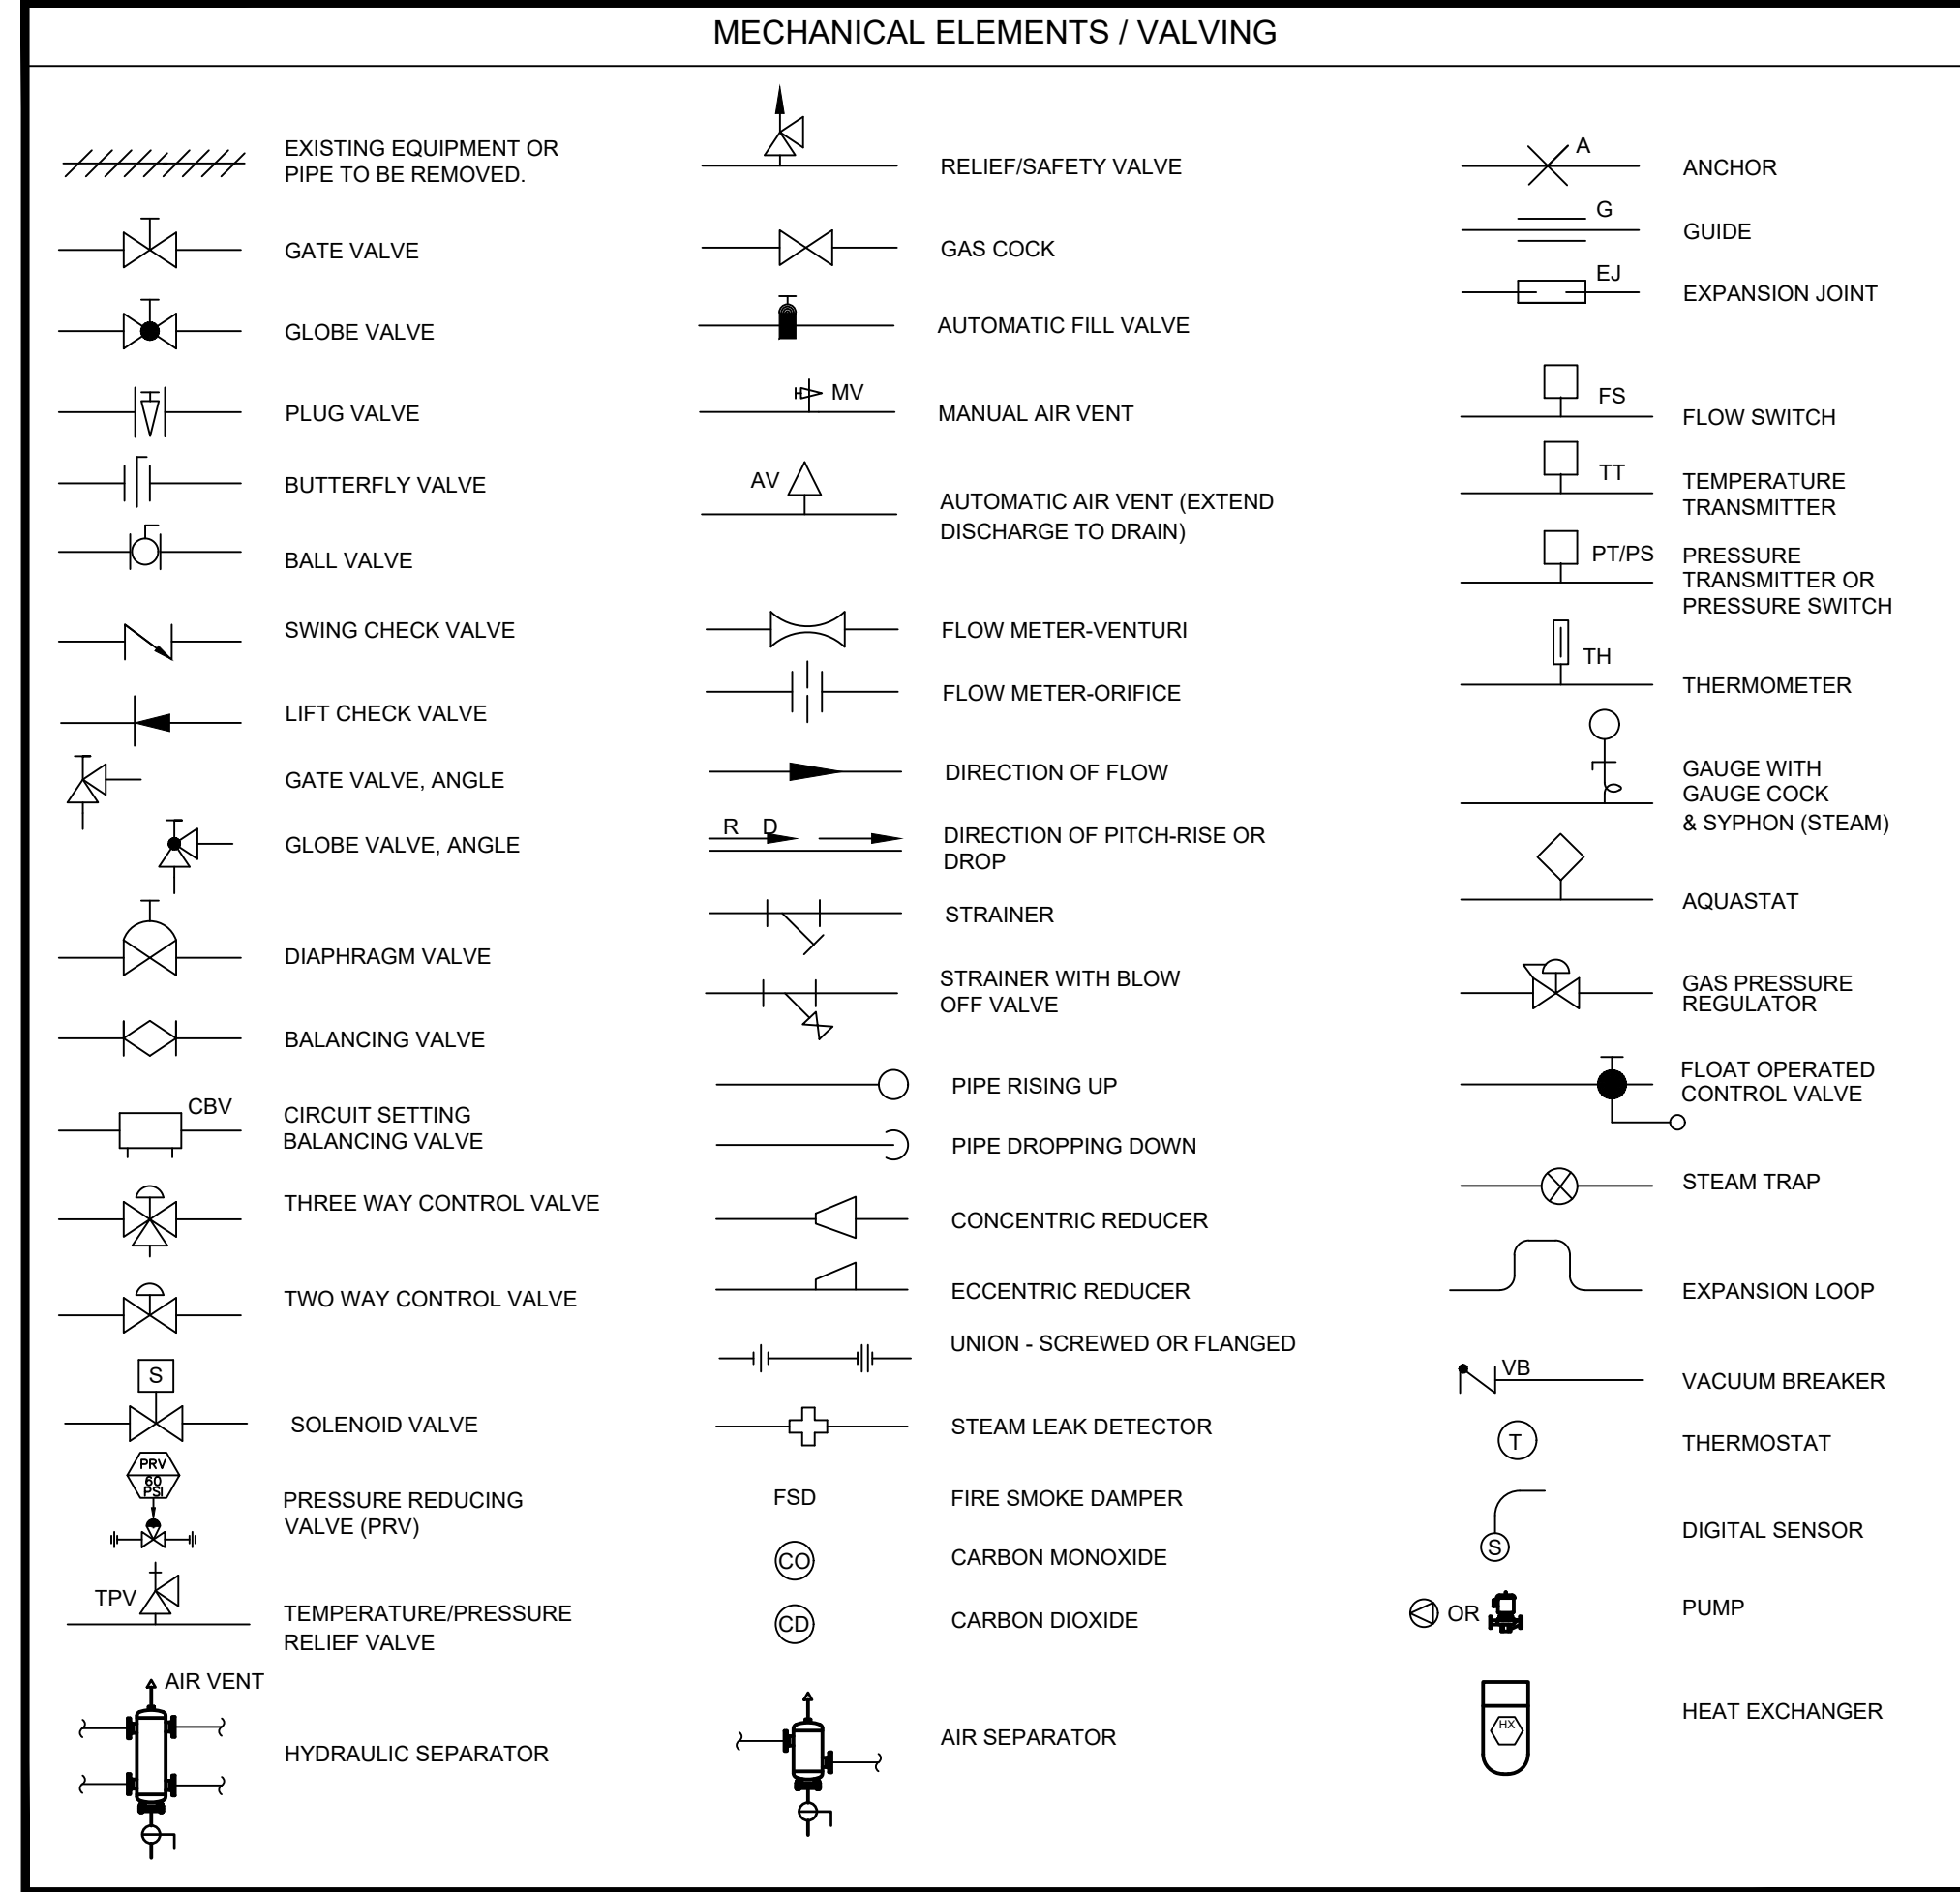 MECHANICAL ELEMENTS / VALVING
EXISTING EQUIPMENT OR
PIPE TO BE REMOVED.
GATE VALVE
GLOBE VALVE
PLUG VALVE
BUTTERFLY VALVE
BALL VALVE
SWING CHECK VALVE
LIFT CHECK VALVE
GATE VALVE, ANGLE
GLOBE VALVE, ANGLE
DIAPHRAGM VALVE
BALANCING VALVE
CBV
CIRCUIT SETTING
BALANCING VALVE
THREE WAY CONTROL VALVE
TWO WAY CONTROL VALVE
S
SOLENOID VALVE
PRV
60
PSI
PRESSURE REDUCING
VALVE (PRV)
TPV
TEMPERATURE/PRESSURE
RELIEF VALVE
AIR VENT
HYDRAULIC SEPARATOR
RELIEF/SAFETY VALVE
GAS COCK
AUTOMATIC FILL VALVE
MV
MANUAL AIR VENT
AV
AUTOMATIC AIR VENT (EXTEND
DISCHARGE TO DRAIN)
FLOW METER-VENTURI
FLOW METER-ORIFICE
DIRECTION OF FLOW
R D
DIRECTION OF PITCH-RISE OR
DROP
STRAINER
STRAINER WITH BLOW
OFF VALVE
PIPE RISING UP
PIPE DROPPING DOWN
CONCENTRIC REDUCER
ECCENTRIC REDUCER
UNION - SCREWED OR FLANGED
STEAM LEAK DETECTOR
FSD FIRE SMOKE DAMPER
CO CARBON MONOXIDE
CD CARBON DIOXIDE
AIR SEPARATOR
A
ANCHOR
G
GUIDE
EJ
EXPANSION JOINT
FS
FLOW SWITCH
TT
TEMPERATURE
TRANSMITTER
PT/PS
PRESSURE
TRANSMITTER OR
PRESSURE SWITCH
TH
THERMOMETER
GAUGE WITH
GAUGE COCK
& SYPHON (STEAM)
AQUASTAT
GAS PRESSURE
REGULATOR
FLOAT OPERATED
CONTROL VALVE
STEAM TRAP
EXPANSION LOOP
VB
VACUUM BREAKER
T THERMOSTAT
DIGITAL SENSOR
S
OR PUMP
HEAT EXCHANGER
HX